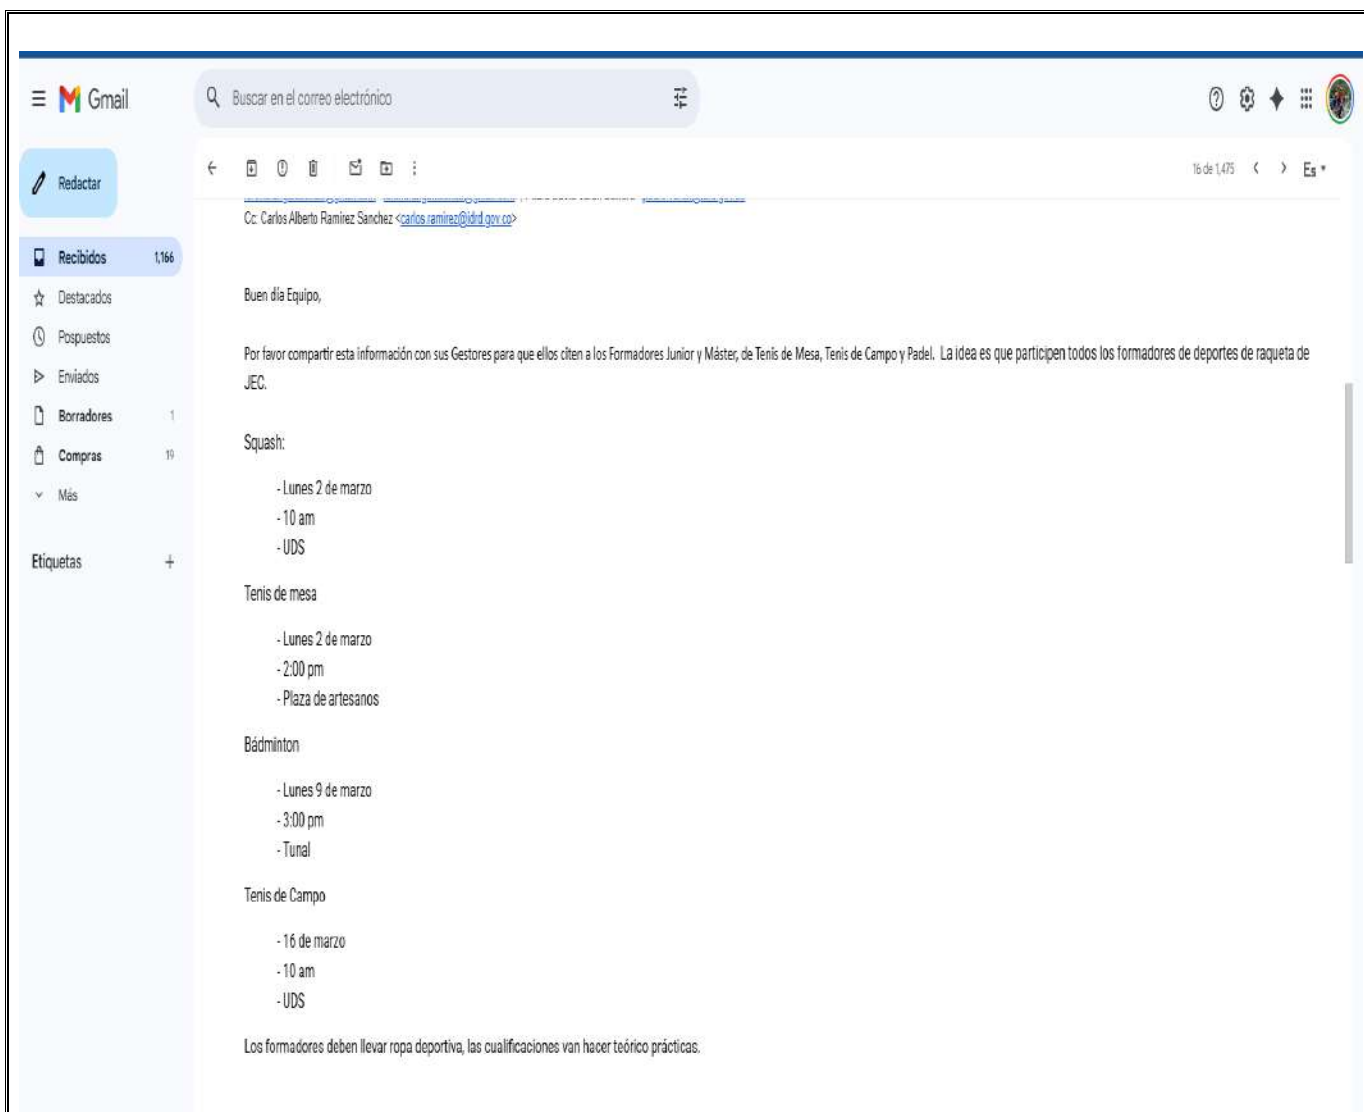 Gmail
Buscar en el correo electrónico
Redactar
16 de 1,475
Es
Recibidos 1,166
Destacados
Pospuestos
Enviados
Borradores 1
Compras 19
Más
Etiquetas +
Cc: Carlos Alberto Ramirez Sanchez <carlos.ramirez@idrd.gov.co>
Buen día Equipo,
Por favor compartir esta información con sus Gestores para que ellos citen a los Formadores Junior y Máster, de Tenis de Mesa, Tenis de Campo y Padel. La idea es que participen todos los formadores de deportes de raqueta de
JEC.
Squash:
- Lunes 2 de marzo
- 10 am
- UDS
Tenis de mesa
- Lunes 2 de marzo
- 2:00 pm
- Plaza de artesanos
Bádminton
- Lunes 9 de marzo
- 3:00 pm
- Tunal
Tenis de Campo
- 16 de marzo
- 10 am
- UDS
Los formadores deben llevar ropa deportiva, las cualificaciones van hacer teórico prácticas.